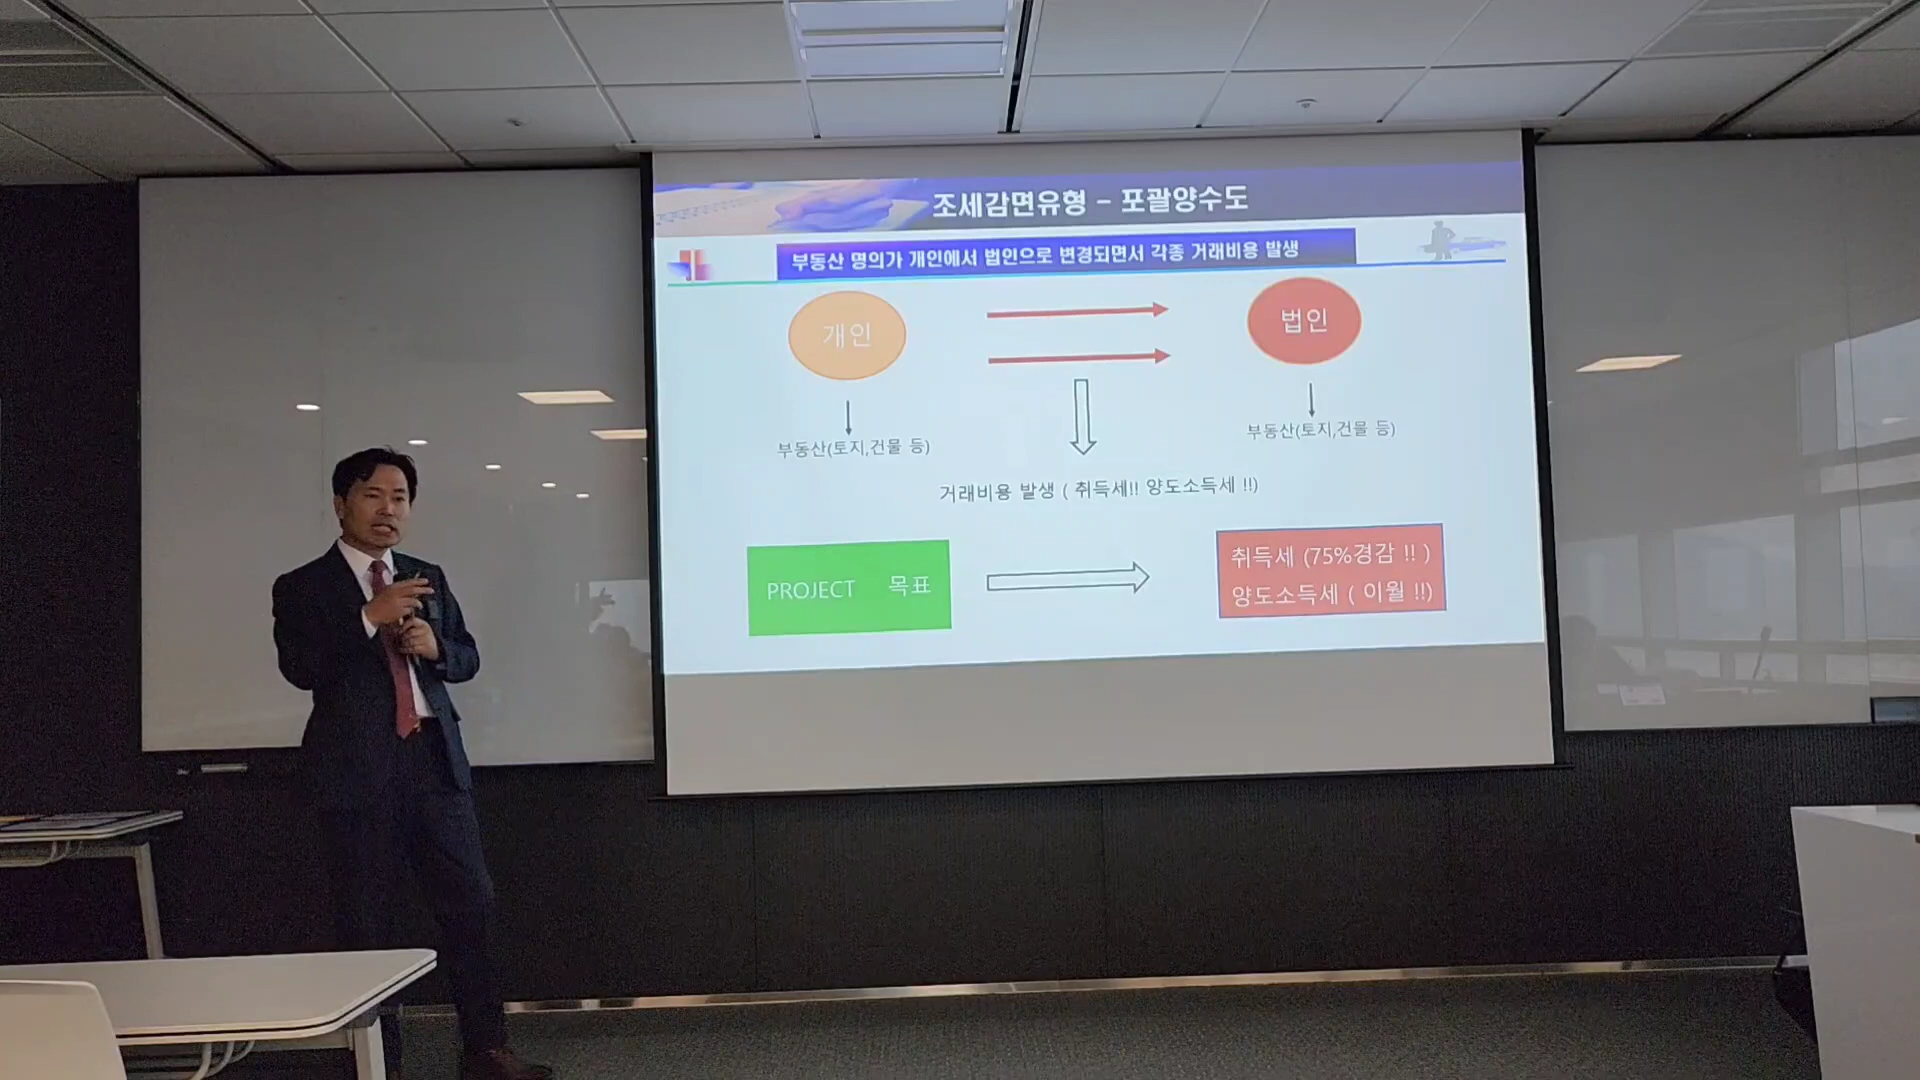 조세감면유형 - 포괄양수도
부동산 명의가 개인에서 법인으로 변경되면서 각종 거래비용 발생
개인
법인
부동산(토지,건물 등)
부동산(토지,건물 등)
거래비용 발생 ( 취득세!! 양도소득세 !!)
PROJECT 목표
취득세 (75%경감 !! )
양도소득세 ( 이월 !!)